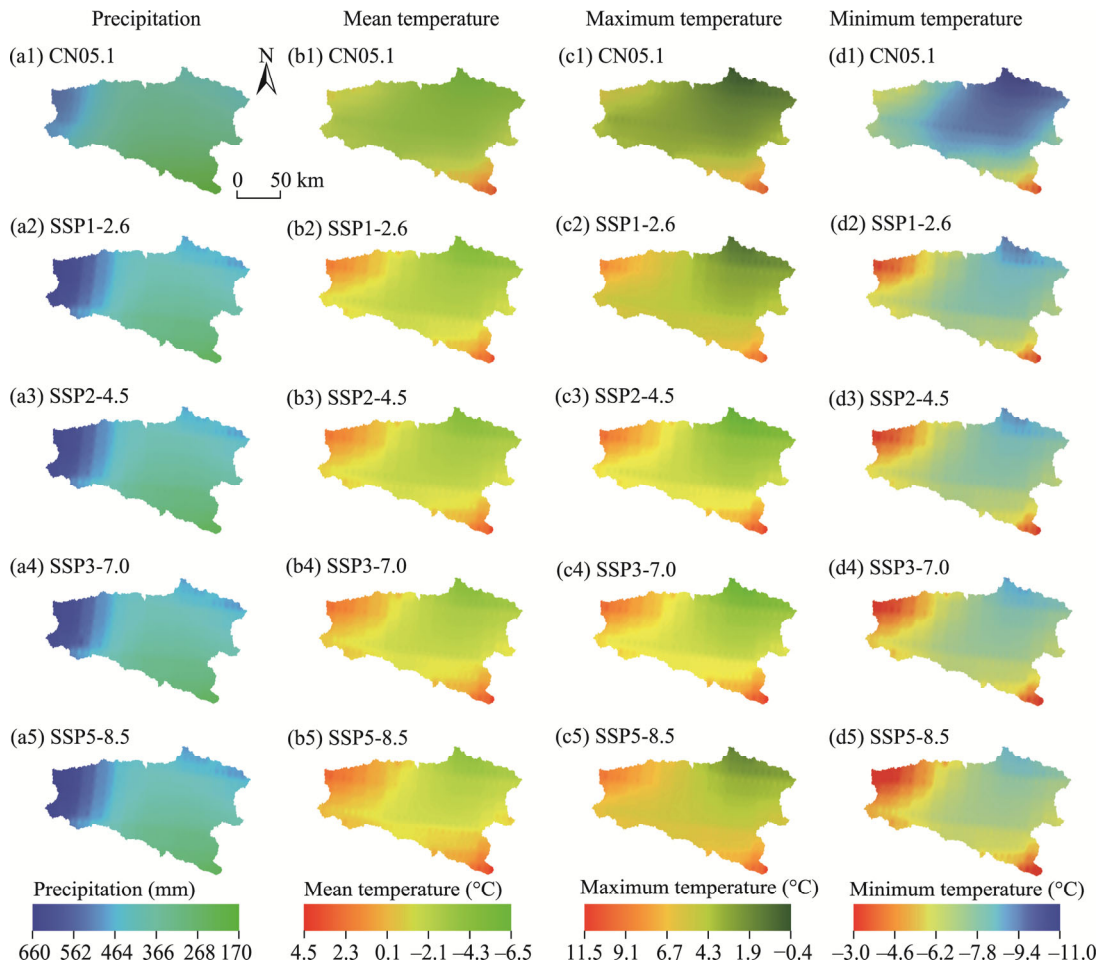 Precipitation
Mean temperature
Maximum temperature
Minimum temperature
(a1) CN05.1
N
(b1) CN05.1
(c1) CN05.1
(d1) CN05.1
0 50 km
(a2) SSP1-2.6
(b2) SSP1-2.6
(c2) SSP1-2.6
(d2) SSP1-2.6
(a3) SSP2-4.5
(b3) SSP2-4.5
(c3) SSP2-4.5
(d3) SSP2-4.5
(a4) SSP3-7.0
(b4) SSP3-7.0
(c4) SSP3-7.0
(d4) SSP3-7.0
(a5) SSP5-8.5
(b5) SSP5-8.5
(c5) SSP5-8.5
(d5) SSP5-8.5
Precipitation (mm)
660 562 464 366 268 170
Mean temperature (°C)
4.5 2.3 0.1 −2.1 −4.3 −6.5
Maximum temperature (°C)
11.5 9.1 6.7 4.3 1.9 −0.4
Minimum temperature (°C)
−3.0 −4.6 −6.2 −7.8 −9.4 −11.0